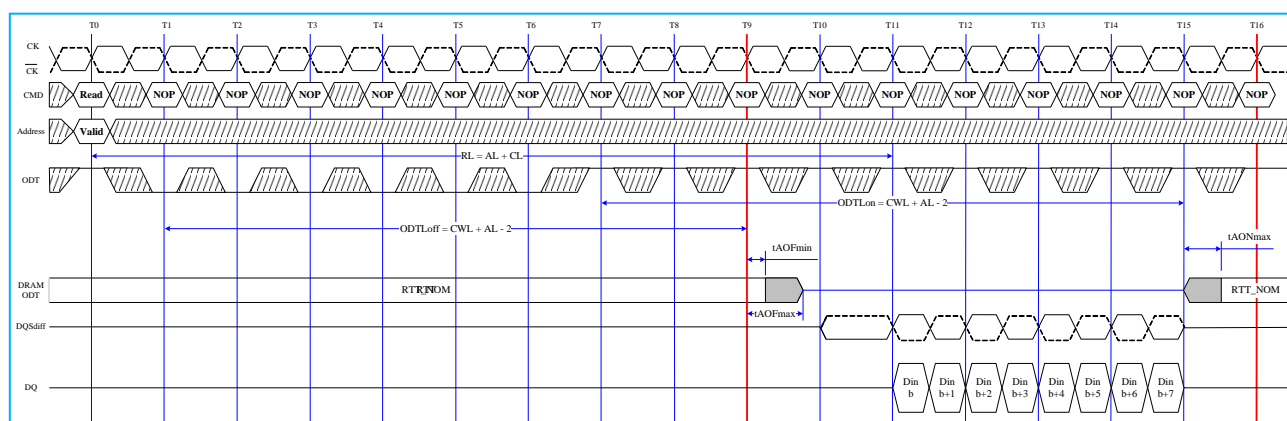 T0 T1 T2 T3 T4 T5 T6 T7 T8 T9 T10 T11 T12 T13 T14 T15 T16
CK
CK
CMD Read NOP NOP NOP NOP NOP NOP NOP NOP NOP NOP NOP NOP NOP NOP NOP NOP
Address Valid
RL = AL + CL
ODT
ODTLon = CWL + AL - 2
ODTLoff = CWL + AL - 2
tAOFmin tAONmax
DRAM
ODT
RTT_NOM RTT_NOM
tAOFmax
DQSdiff
DQ
Din Din Din Din Din Din Din Din
b b+1 b+2 b+3 b+4 b+5 b+6 b+7